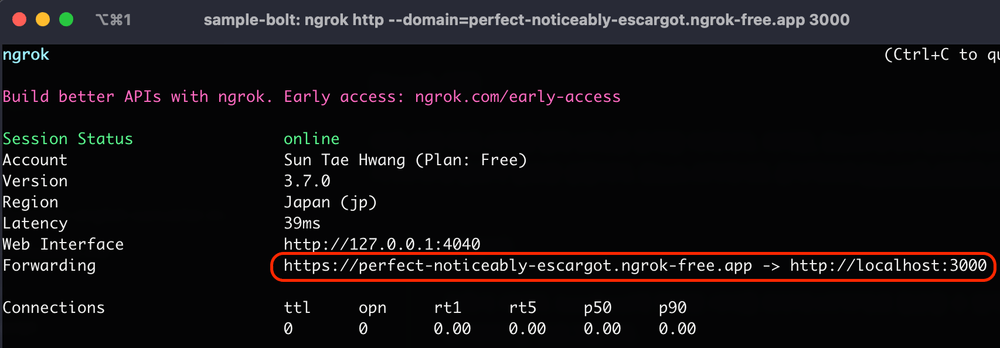 ⌥⌘1 sample-bolt: ngrok http --domain=perfect-noticeably-escargot.ngrok-free.app 3000
ngrok (Ctrl+C to qu
Build better APIs with ngrok. Early access: ngrok.com/early-access
Session Status online
Account Sun Tae Hwang (Plan: Free)
Version 3.7.0
Region Japan (jp)
Latency 39ms
Web Interface http://127.0.0.1:4040
Forwarding https://perfect-noticeably-escargot.ngrok-free.app -> http://localhost:3000
Connections ttl opn rt1 rt5 p50 p90
0 0 0.00 0.00 0.00 0.00